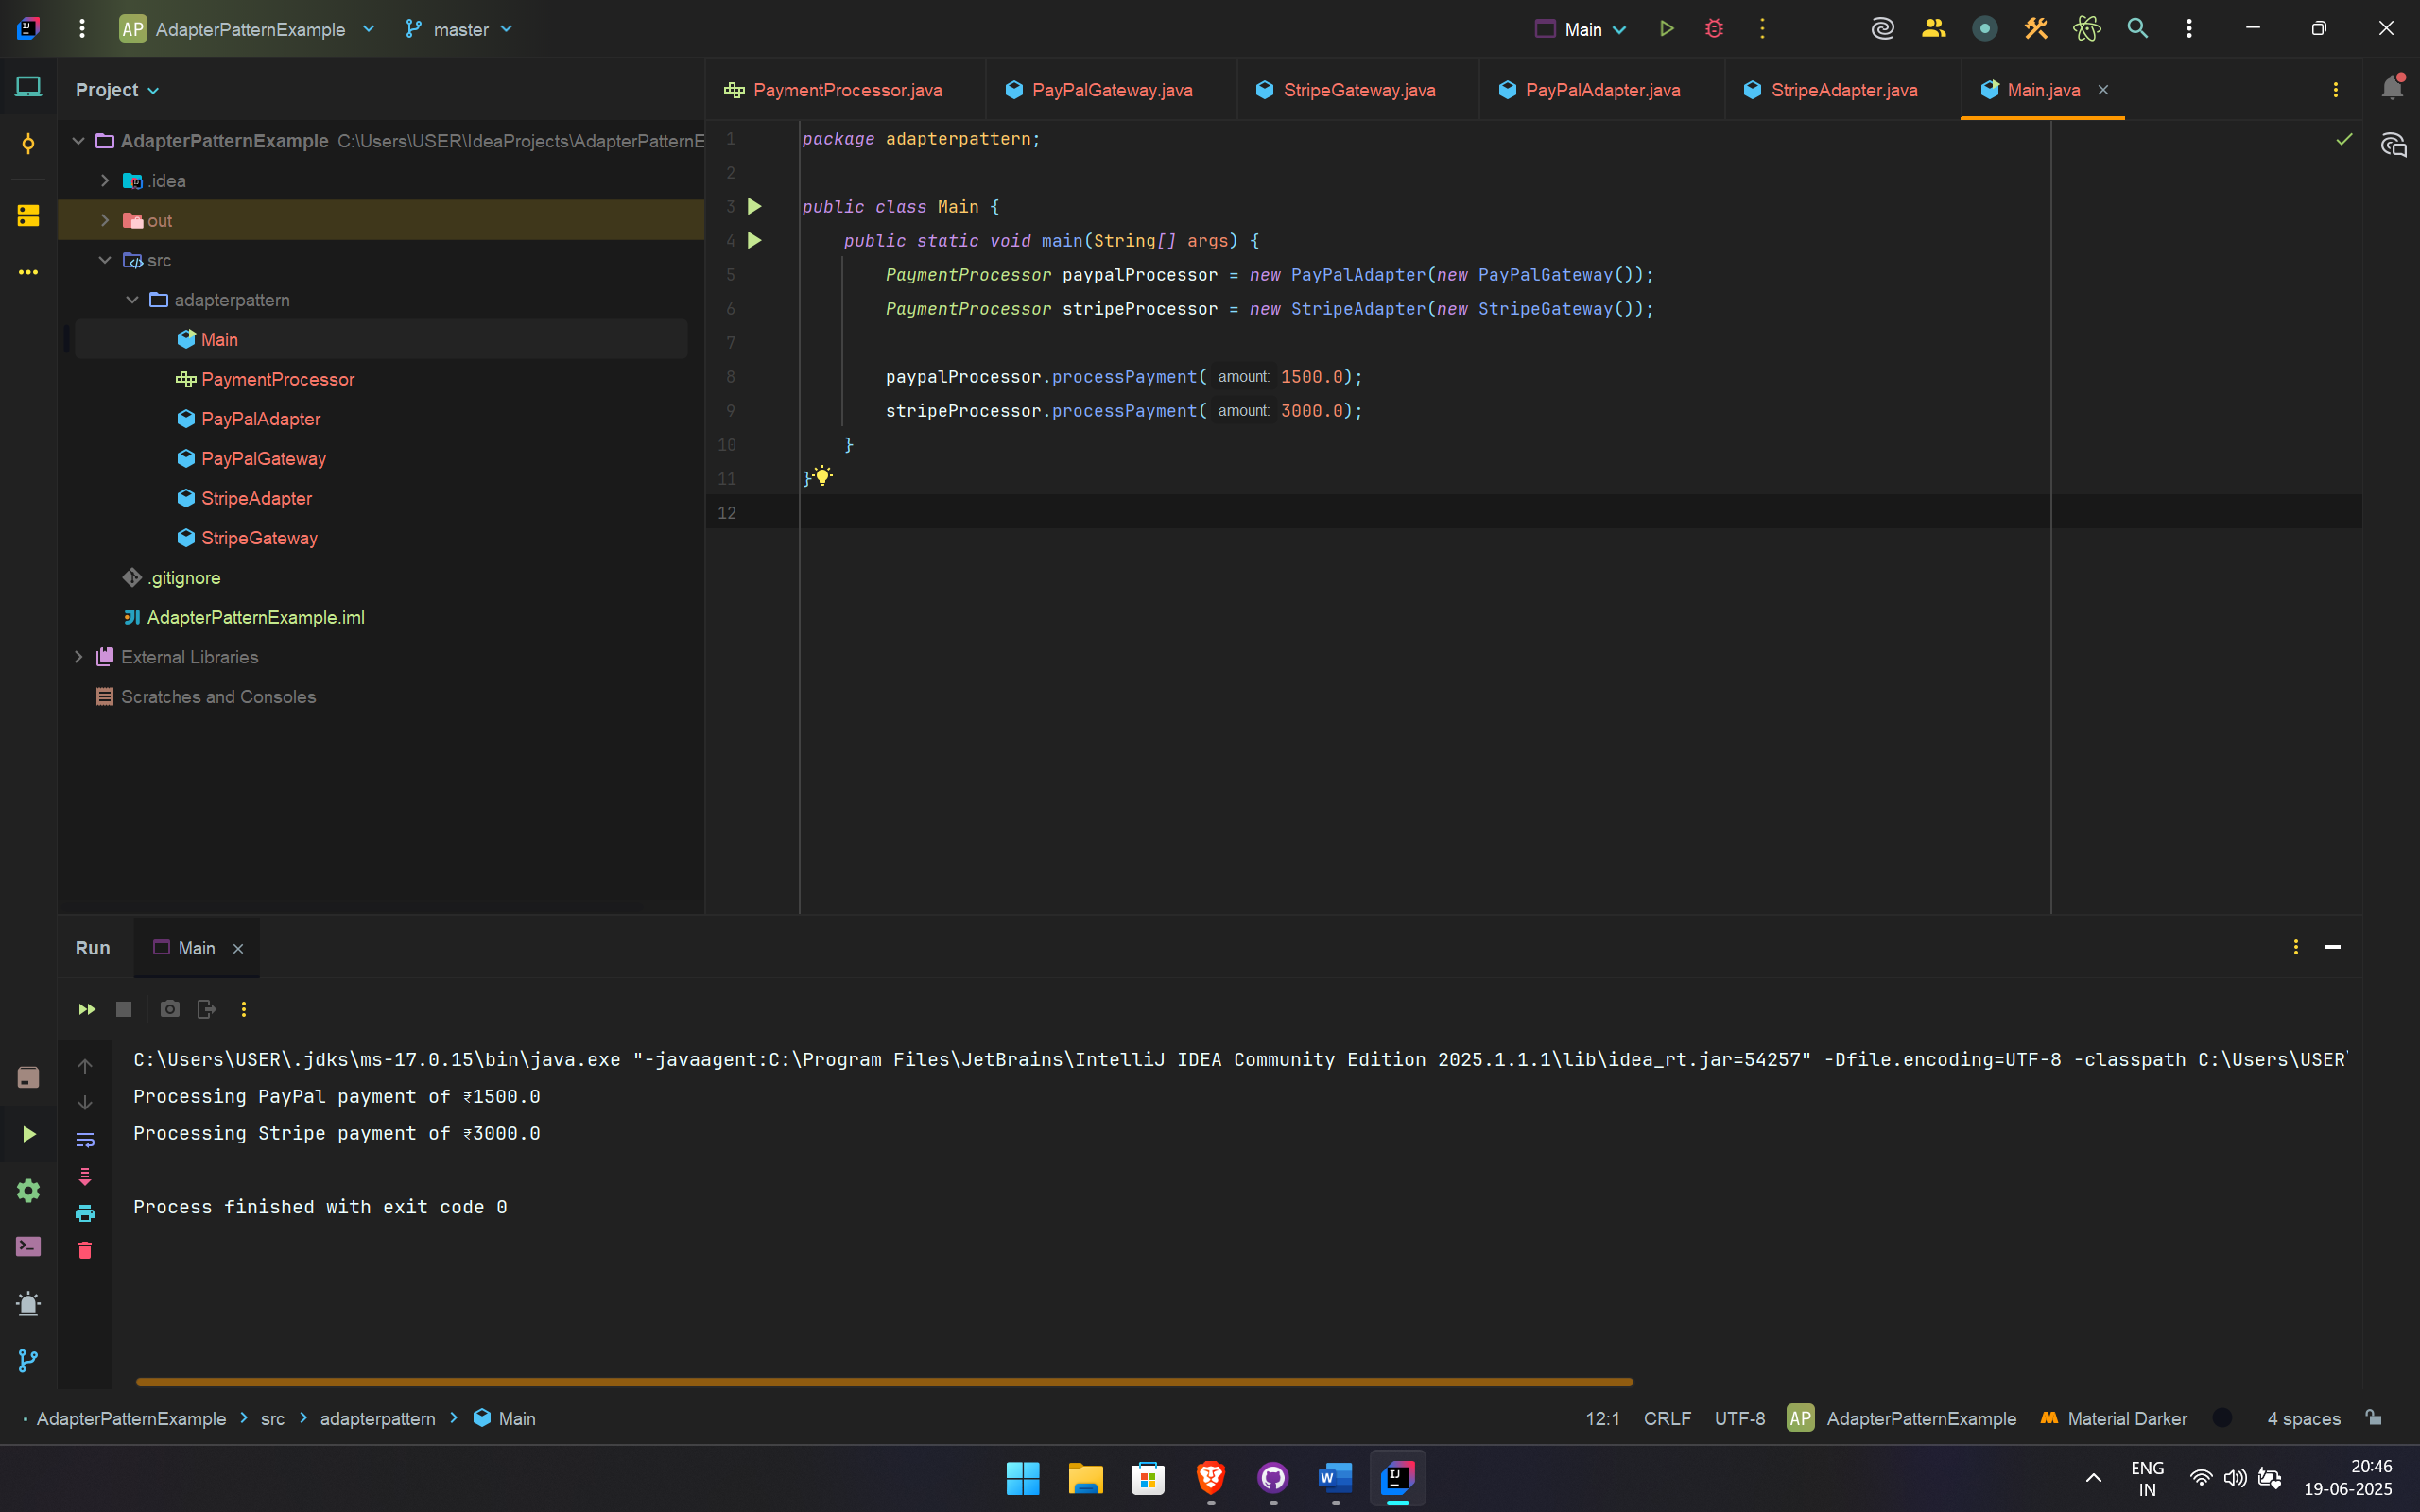 AP AdapterPatternExample master Main
Project
PaymentProcessor.java PayPalGateway.java StripeGateway.java PayPalAdapter.java StripeAdapter.java Main.java
AdapterPatternExample C:\Users\USER\IdeaProjects\AdapterPatternE
.idea
out
src
adapterpattern
Main
PaymentProcessor
PayPalAdapter
PayPalGateway
StripeAdapter
StripeGateway
.gitignore
AdapterPatternExample.iml
External Libraries
Scratches and Consoles
1 package adapterpattern;
2
3 public class Main {
4 public static void main(String[] args) {
5 PaymentProcessor paypalProcessor = new PayPalAdapter(new PayPalGateway());
6 PaymentProcessor stripeProcessor = new StripeAdapter(new StripeGateway());
7
8 paypalProcessor.processPayment( amount: 1500.0);
9 stripeProcessor.processPayment( amount: 3000.0);
10 }
11 }
12
Run Main
C:\Users\USER\.jdks\ms-17.0.15\bin\java.exe "-javaagent:C:\Program Files\JetBrains\IntelliJ IDEA Community Edition 2025.1.1.1\lib\idea_rt.jar=54257" -Dfile.encoding=UTF-8 -classpath C:\Users\USER\
Processing PayPal payment of ₹1500.0
Processing Stripe payment of ₹3000.0
Process finished with exit code 0
AdapterPatternExample src adapterpattern Main 12:1 CRLF UTF-8 AP AdapterPatternExample Material Darker 4 spaces
ENG 20:46
IN 19-06-2025